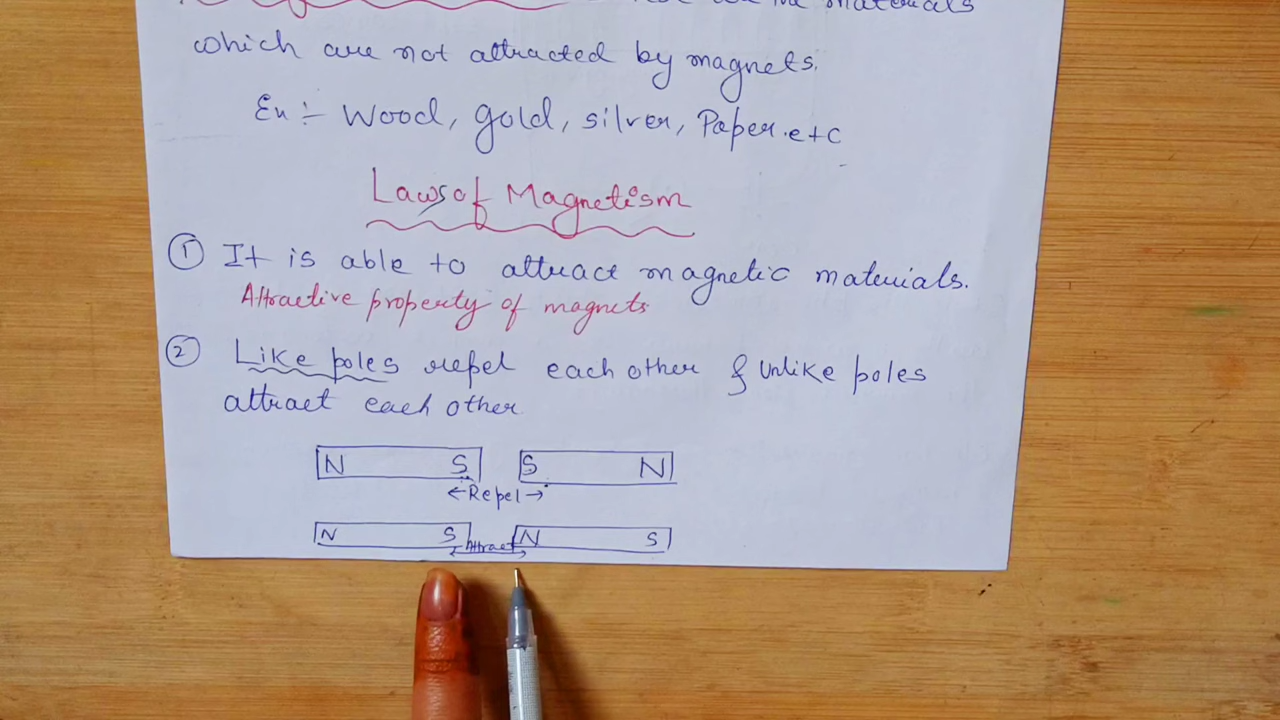 materials
which are not attracted by magnets.
Ex :- Wood, gold, silver, Paper.etc
Laws of Magnetism
① It is able to attract magnetic materials.
Attractive property of magnets
② Like poles repel each other & Unlike poles
attract each other
N S S N
←Repel→
N S N S
Attract